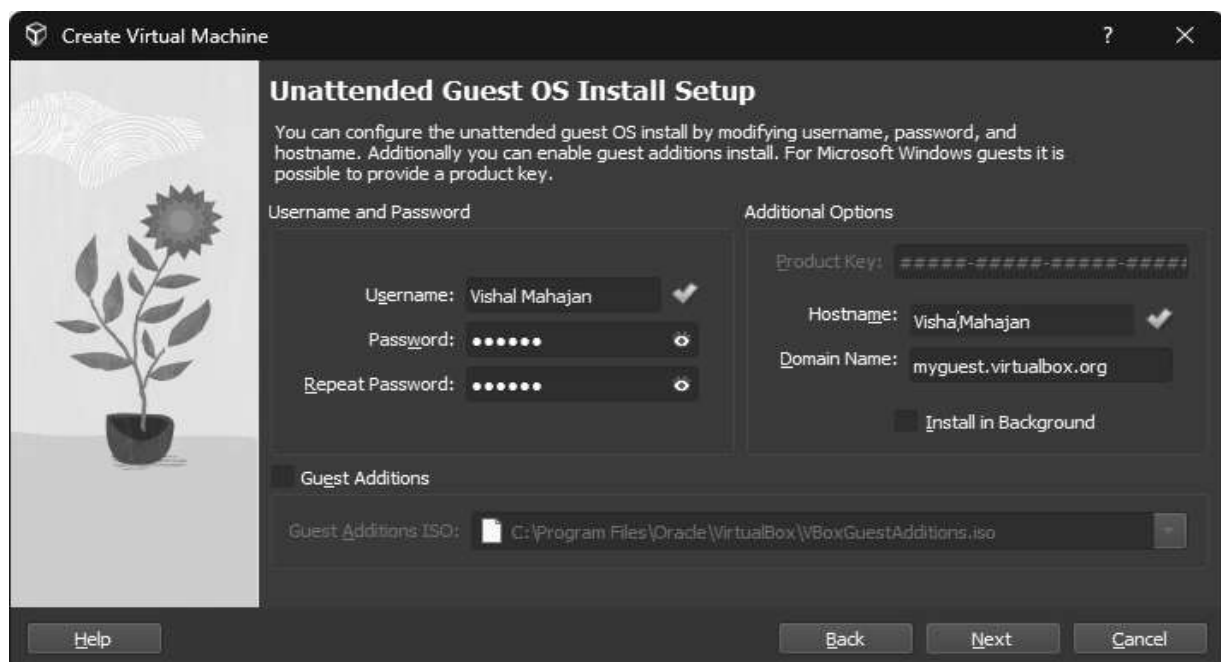 Create Virtual Machine
?
Unattended Guest OS Install Setup
You can configure the unattended guest OS install by modifying username, password, and
hostname. Additionally you can enable guest additions install. For Microsoft Windows guests it is
possible to provide a product key.
Username and Password
Additional Options
Product Key: #####-#####-#####-#####
Username: Vishal Mahajan
Hostname: VishalMahajan
Password: ●●●●●●
Domain Name: myguest.virtualbox.org
Repeat Password: ●●●●●●
Install in Background
Guest Additions
Guest Additions ISO: C:\Program Files\Oracle\VirtualBox\VBoxGuestAdditions.iso
Help
Back
Next
Cancel